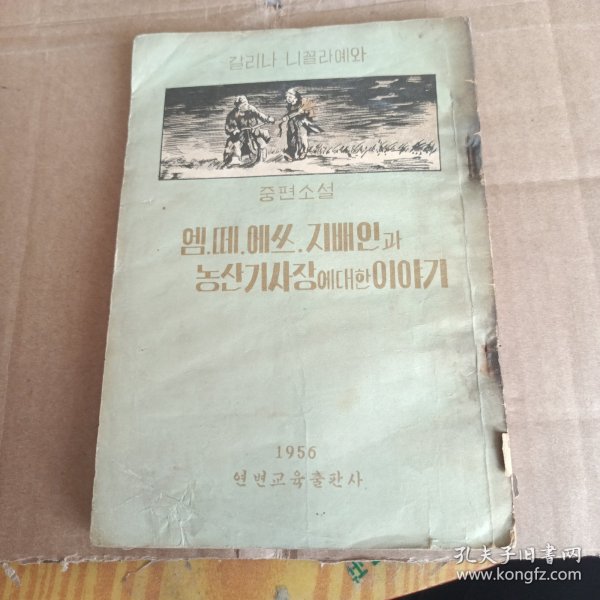 갈리나 니꼴라예와
중편소설
엠.떼.에쓰.지배인과
농산기사장에대한이야기
1956
연변교육출판사
孔夫子旧书网
www.kongfz.com